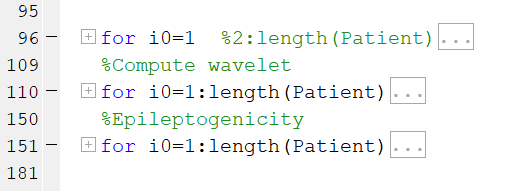 95
96 for i0=1 %2:length(Patient) ...
109 %Compute wavelet
110 for i0=1:length(Patient) ...
150 %Epileptogenicity
151 for i0=1:length(Patient) ...
181